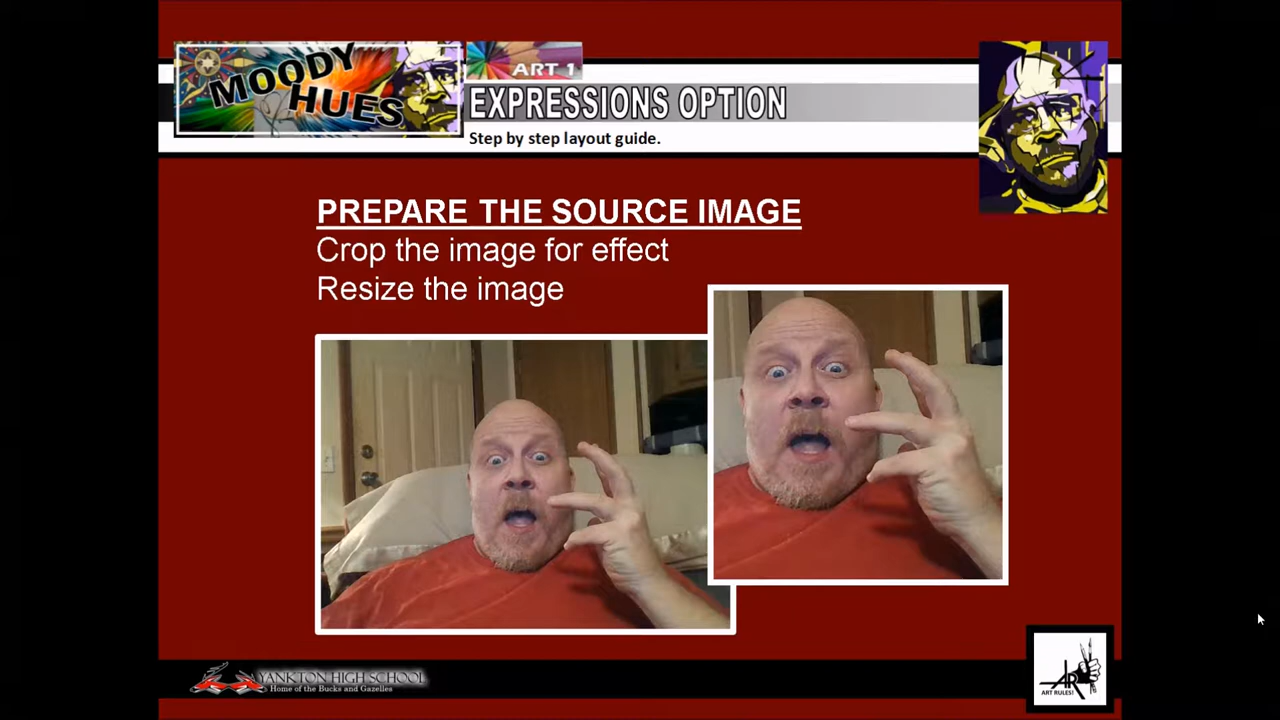 MOODY
HUES
ART 1
EXPRESSIONS OPTION
Step by step layout guide.
PREPARE THE SOURCE IMAGE
Crop the image for effect
Resize the image
YANKTON HIGH SCHOOL
Home of the Bucks and Gazelles
AR
ART RULES!